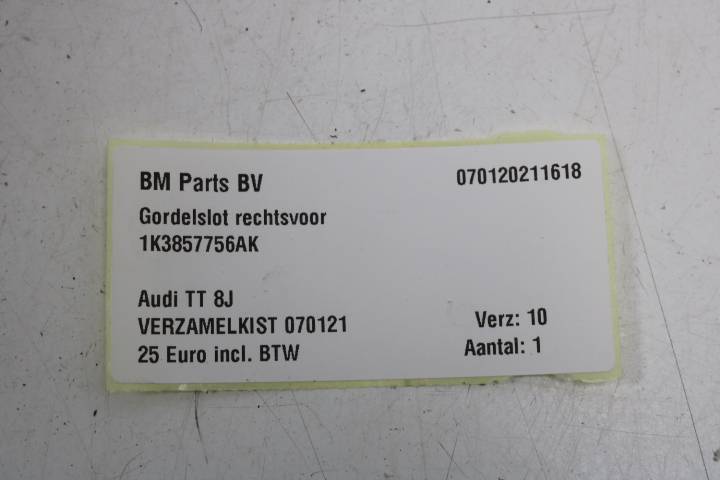 BM Parts BV 070120211618
Gordelslot rechtsvoor
1K3857756AK
Audi TT 8J
VERZAMELKIST 070121 Verz: 10
25 Euro incl. BTW Aantal: 1